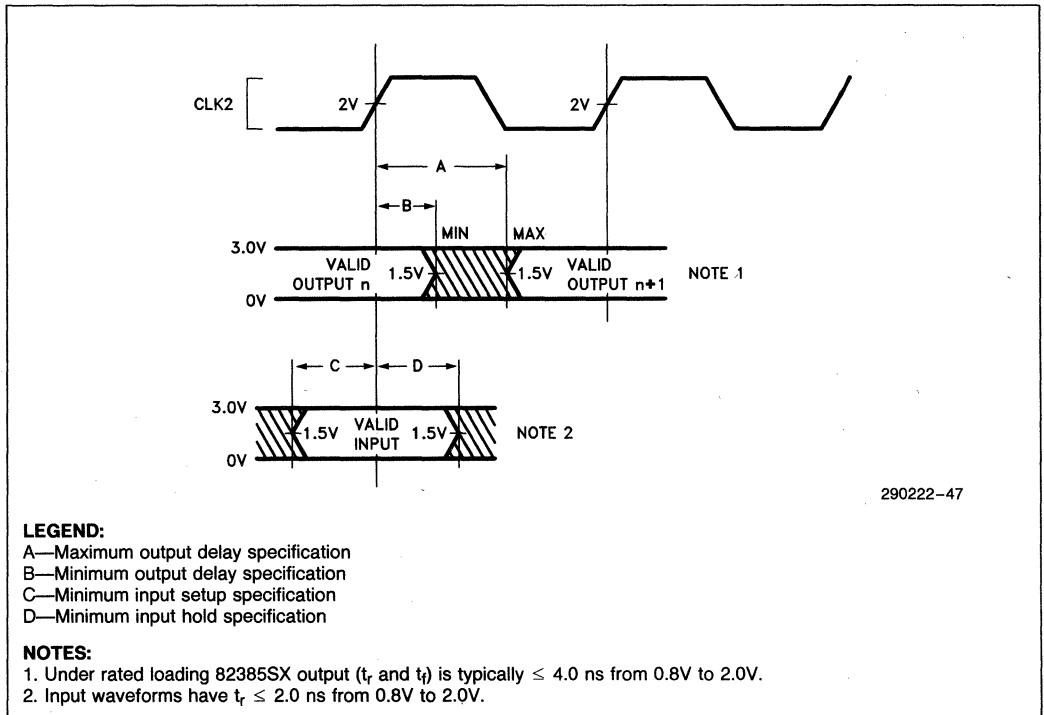 CLK2
2V
2V
A
B
MIN MAX
3.0V
VALID OUTPUT n
1.5V
1.5V
VALID OUTPUT n+1
NOTE 1
0V
C D
3.0V
1.5V
VALID INPUT
1.5V
NOTE 2
0V
290222-47
LEGEND:
A—Maximum output delay specification
B—Minimum output delay specification
C—Minimum input setup specification
D—Minimum input hold specification
NOTES:
1. Under rated loading 82385SX output (tr and tf) is typically ≤ 4.0 ns from 0.8V to 2.0V.
2. Input waveforms have tr ≤ 2.0 ns from 0.8V to 2.0V.